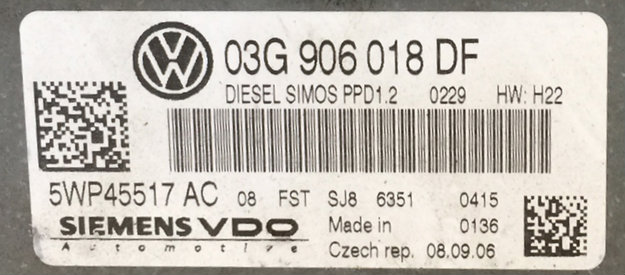 03G 906 018 DF
DIESEL SIMOS PPD1.2 0229 HW: H22
5WP45517 AC 08 FST SJ8 6351 0415
SIEMENS VDO Made in 0136
Automotive Czech rep. 08.09.06